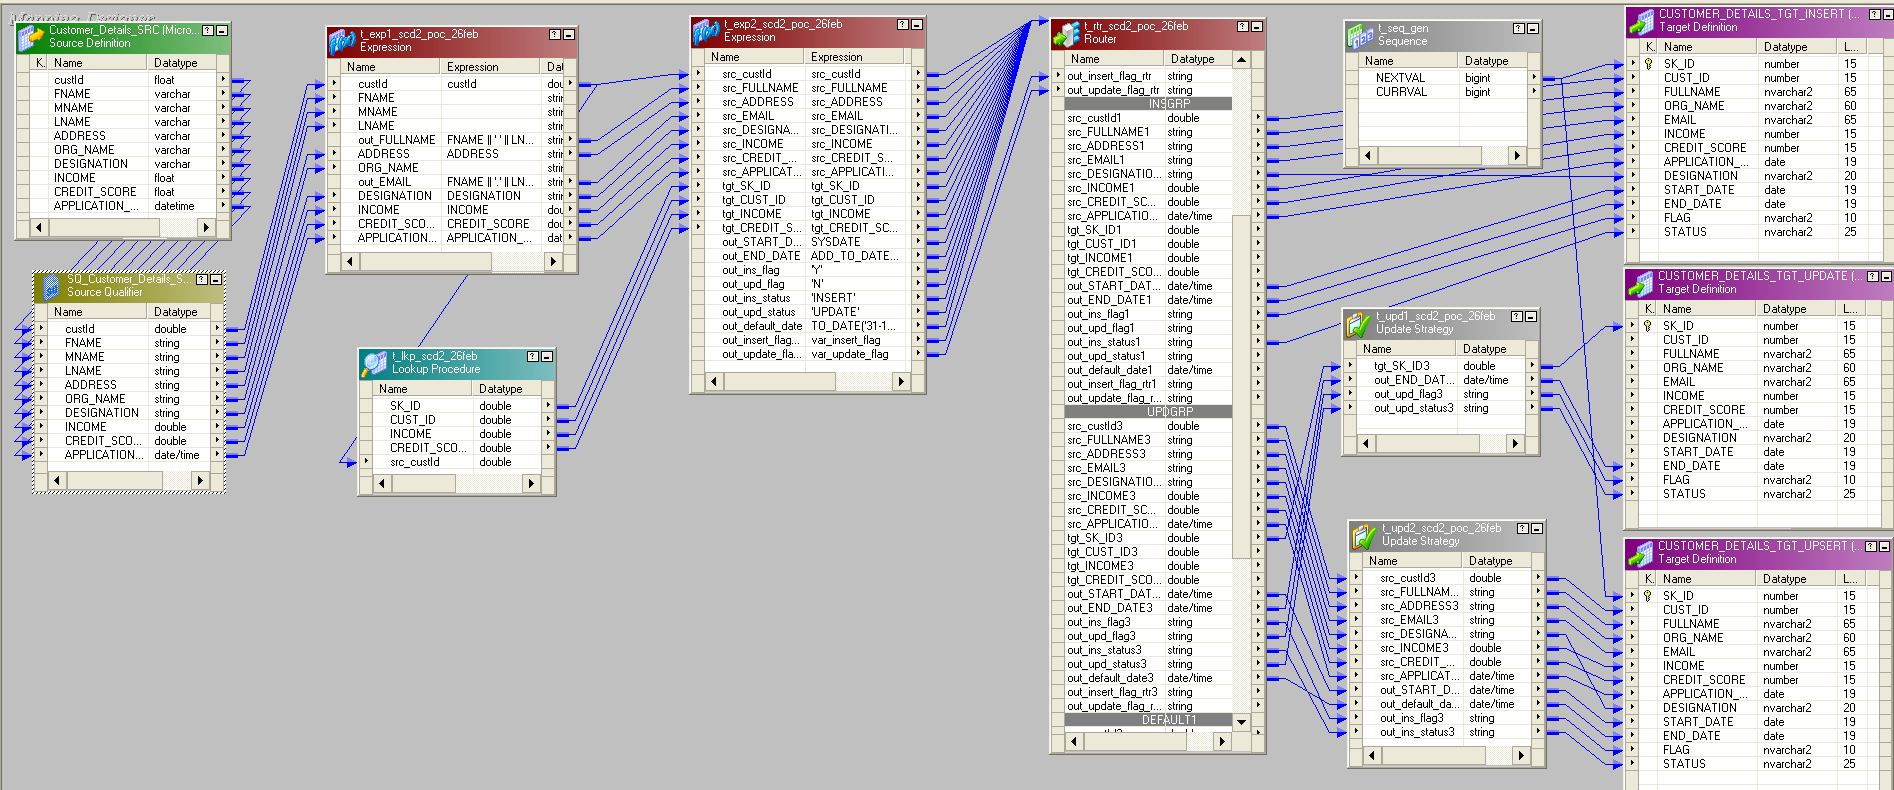 Mapping Designer
Customer_Details_SRC (Micro...
Source Definition
K. Name Datatype
custId float
FNAME varchar
MNAME varchar
LNAME varchar
ADDRESS varchar
ORG_NAME varchar
DESIGNATION varchar
INCOME float
CREDIT_SCORE float
APPLICATION_... datetime
SQ_Customer_Details_S...
Source Qualifier
Name Datatype
custId double
FNAME string
MNAME string
LNAME string
ADDRESS string
ORG_NAME string
DESIGNATION string
INCOME double
CREDIT_SCO... double
APPLICATION... date/time
t_exp1_scd2_poc_26feb
Expression
Name Expression Dat
custId custId dou
FNAME strin
MNAME strin
LNAME strin
out_FULLNAME FNAME || ' ' || LN... strin
ADDRESS ADDRESS strin
ORG_NAME strin
out_EMAIL FNAME || '.' || LN... strin
DESIGNATION DESIGNATION strin
INCOME INCOME dou
CREDIT_SCO... CREDIT_SCORE dou
APPLICATION... APPLICATION_... dat
t_lkp_scd2_26feb
Lookup Procedure
Name Datatype
SK_ID double
CUST_ID double
INCOME double
CREDIT_SCO... double
src_custId double
t_exp2_scd2_poc_26feb
Expression
Name Expression
src_custId src_custId
src_FULLNAME src_FULLNAME
src_ADDRESS src_ADDRESS
src_EMAIL src_EMAIL
src_DESIGNA... src_DESIGNATI...
src_INCOME src_INCOME
src_CREDIT_... src_CREDIT_S...
src_APPLICAT... src_APPLICATI...
tgt_SK_ID tgt_SK_ID
tgt_CUST_ID tgt_CUST_ID
tgt_INCOME tgt_INCOME
tgt_CREDIT_SC... tgt_CREDIT_SC...
out_START_D... SYSDATE
out_END_DATE ADD_TO_DATE...
out_ins_flag 'Y'
out_upd_flag 'N'
out_ins_status 'INSERT'
out_upd_status 'UPDATE'
out_default_date TO_DATE('31-1...
out_insert_flag... var_insert_flag
out_update_fla... var_update_flag
t_rtr_scd2_poc_26feb
Router
Name Datatype
out_insert_flag_rtr string
out_update_flag_rtr string
INSGRP
src_custId1 double
src_FULLNAME1 string
src_ADDRESS1 string
src_EMAIL1 string
src_DESIGNATIO... string
src_INCOME1 double
src_CREDIT_SC... double
src_APPLICATIO... date/time
tgt_SK_ID1 double
tgt_CUST_ID1 double
tgt_INCOME1 double
tgt_CREDIT_SCO... double
out_START_DAT... date/time
out_END_DATE1 date/time
out_ins_flag1 string
out_upd_flag1 string
out_ins_status1 string
out_upd_status1 string
out_default_date1 date/time
out_insert_flag_rtr1 string
out_update_flag_r... string
UPDGRP
src_custId3 double
src_FULLNAME3 string
src_ADDRESS3 string
src_EMAIL3 string
src_DESIGNATIO... string
src_INCOME3 double
src_CREDIT_SC... double
src_APPLICATIO... date/time
tgt_SK_ID3 double
tgt_CUST_ID3 double
tgt_INCOME3 double
tgt_CREDIT_SCO... double
out_START_DAT... date/time
out_END_DATE3 date/time
out_ins_flag3 string
out_upd_flag3 string
out_ins_status3 string
out_upd_status3 string
out_default_date3 date/time
out_insert_flag_rtr3 string
out_update_flag_r... string
DEFAULT1
t_seq_gen
Sequence
Name Datatype
NEXTVAL bigint
CURRVAL bigint
t_upd1_scd2_poc_26feb
Update Strategy
Name Datatype
tgt_SK_ID3 double
out_END_DAT... date/time
out_upd_flag3 string
out_upd_status3 string
t_upd2_scd2_poc_26feb
Update Strategy
Name Datatype
src_custId3 double
src_FULLNAM... string
src_ADDRESS3 string
src_EMAIL3 string
src_DESIGNA... string
src_INCOME3 double
src_CREDIT_... double
src_APPLICAT... date/time
out_START_D... date/time
out_default_da... date/time
out_ins_flag3 string
out_ins_status3 string
CUSTOMER_DETAILS_TGT_INSERT (...
Target Definition
K. Name Datatype L...
SK_ID number 15
CUST_ID number 15
FULLNAME nvarchar2 65
ORG_NAME nvarchar2 60
EMAIL nvarchar2 65
INCOME number 15
CREDIT_SCORE number 15
APPLICATION_... date 19
DESIGNATION nvarchar2 20
START_DATE date 19
END_DATE date 19
FLAG nvarchar2 10
STATUS nvarchar2 25
CUSTOMER_DETAILS_TGT_UPDATE (...
Target Definition
K. Name Datatype L...
SK_ID number 15
CUST_ID number 15
FULLNAME nvarchar2 65
ORG_NAME nvarchar2 60
EMAIL nvarchar2 65
INCOME number 15
CREDIT_SCORE number 15
APPLICATION_... date 19
DESIGNATION nvarchar2 20
START_DATE date 19
END_DATE date 19
FLAG nvarchar2 10
STATUS nvarchar2 25
CUSTOMER_DETAILS_TGT_UPSERT (...
Target Definition
K. Name Datatype L...
SK_ID number 15
CUST_ID number 15
FULLNAME nvarchar2 65
ORG_NAME nvarchar2 60
EMAIL nvarchar2 65
INCOME number 15
CREDIT_SCORE number 15
APPLICATION_... date 19
DESIGNATION nvarchar2 20
START_DATE date 19
END_DATE date 19
FLAG nvarchar2 10
STATUS nvarchar2 25